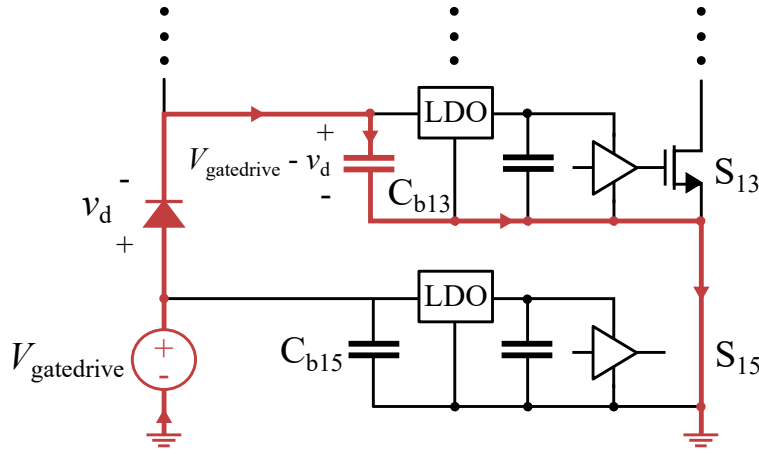 LDO
+
V_gatedrive - v_d
-
C_b13
S_13
-
v_d
+
LDO
V_gatedrive
+
-
C_b15
S_15